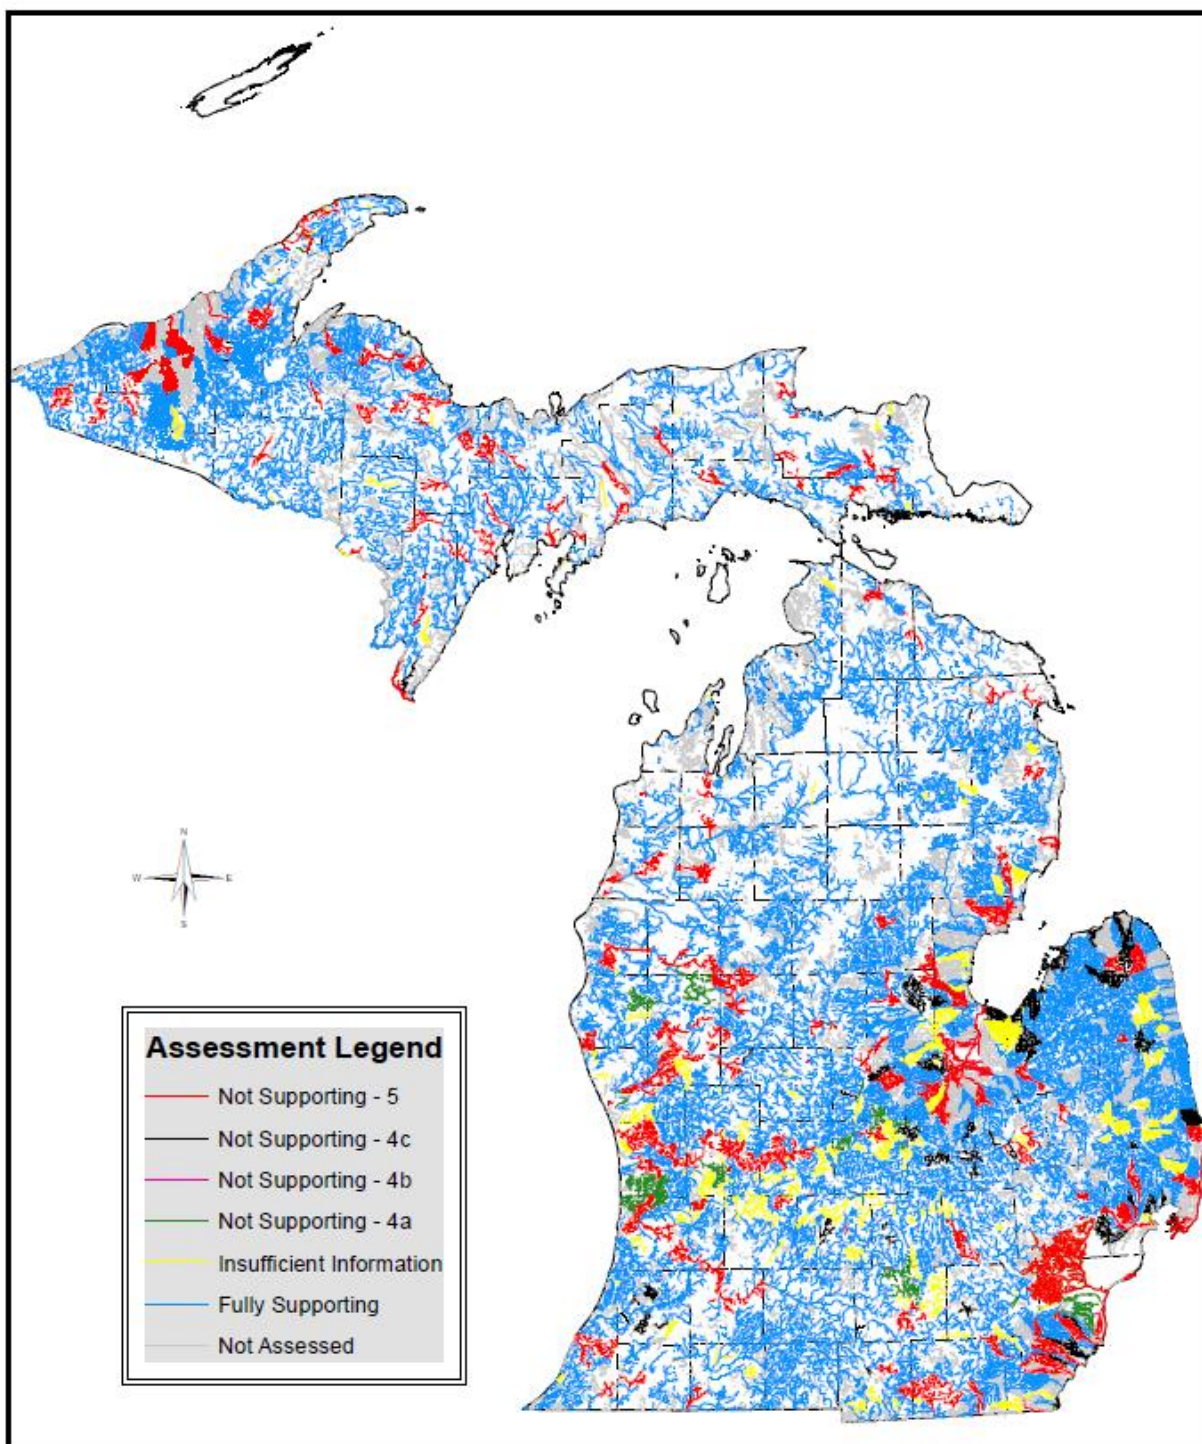 N
W E
S
Assessment Legend
Not Supporting - 5
Not Supporting - 4c
Not Supporting - 4b
Not Supporting - 4a
Insufficient Information
Fully Supporting
Not Assessed